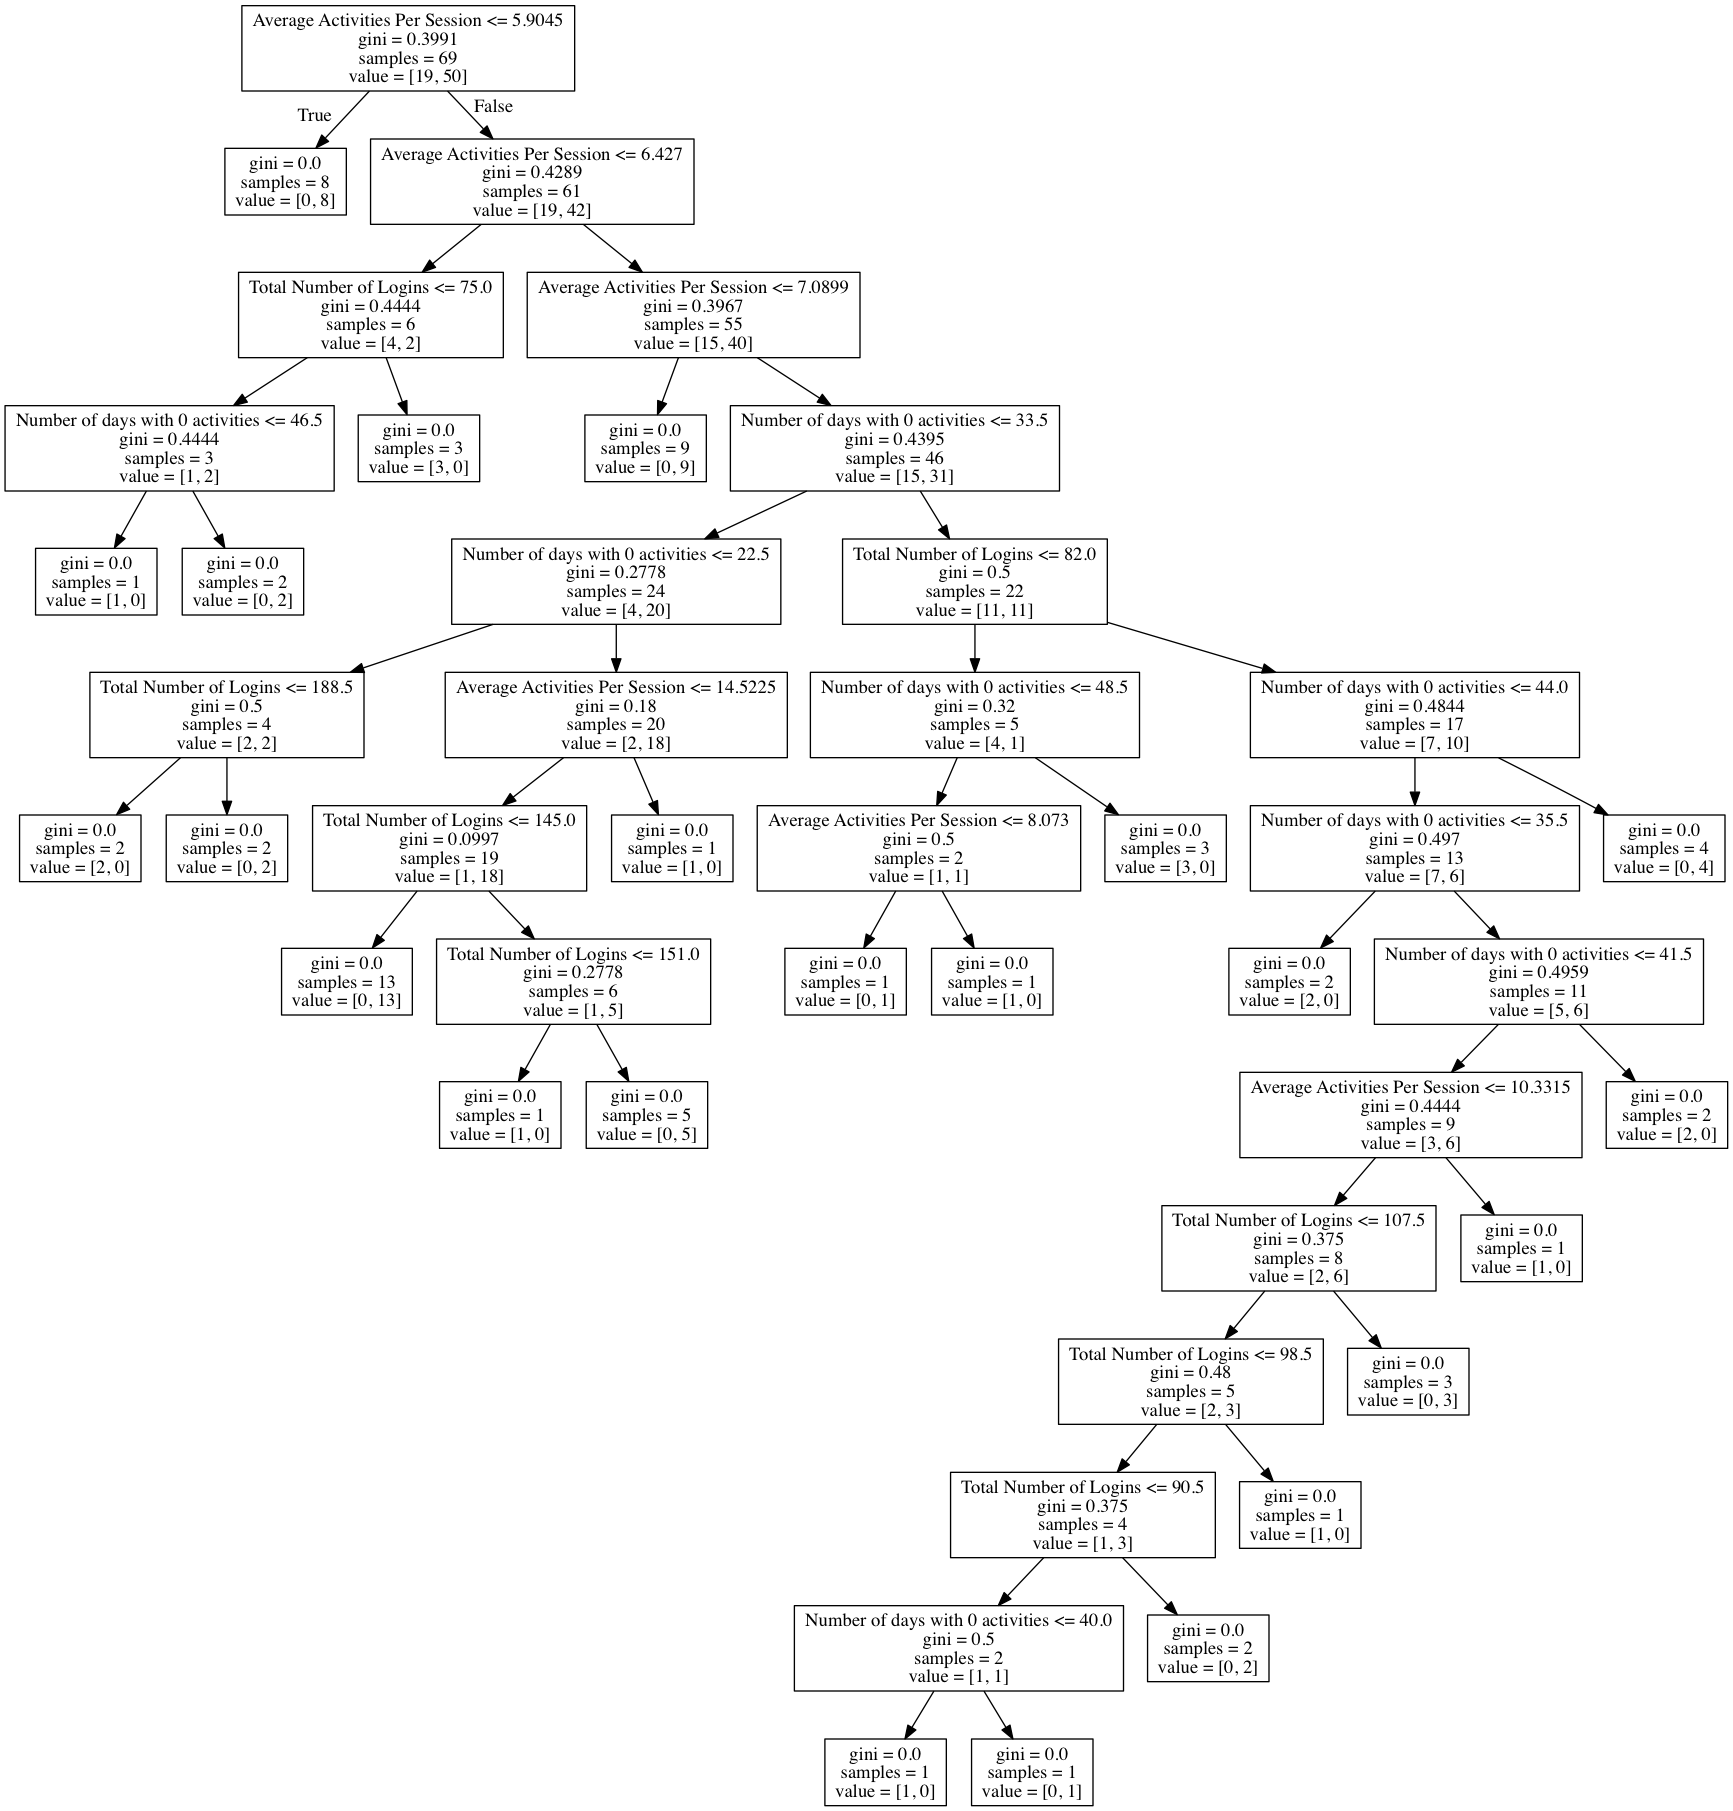 Average Activities Per Session <= 5.9045
gini = 0.3991
samples = 69
value = [19, 50]
True
False
gini = 0.0
samples = 8
value = [0, 8]
Average Activities Per Session <= 6.427
gini = 0.4289
samples = 61
value = [19, 42]
Total Number of Logins <= 75.0
gini = 0.4444
samples = 6
value = [4, 2]
Average Activities Per Session <= 7.0899
gini = 0.3967
samples = 55
value = [15, 40]
Number of days with 0 activities <= 46.5
gini = 0.4444
samples = 3
value = [1, 2]
gini = 0.0
samples = 3
value = [3, 0]
gini = 0.0
samples = 9
value = [0, 9]
Number of days with 0 activities <= 33.5
gini = 0.4395
samples = 46
value = [15, 31]
gini = 0.0
samples = 1
value = [1, 0]
gini = 0.0
samples = 2
value = [0, 2]
Number of days with 0 activities <= 22.5
gini = 0.2778
samples = 24
value = [4, 20]
Total Number of Logins <= 82.0
gini = 0.5
samples = 22
value = [11, 11]
Total Number of Logins <= 188.5
gini = 0.5
samples = 4
value = [2, 2]
Average Activities Per Session <= 14.5225
gini = 0.18
samples = 20
value = [2, 18]
Number of days with 0 activities <= 48.5
gini = 0.32
samples = 5
value = [4, 1]
Number of days with 0 activities <= 44.0
gini = 0.4844
samples = 17
value = [7, 10]
gini = 0.0
samples = 2
value = [2, 0]
gini = 0.0
samples = 2
value = [0, 2]
Total Number of Logins <= 145.0
gini = 0.0997
samples = 19
value = [1, 18]
gini = 0.0
samples = 1
value = [1, 0]
Average Activities Per Session <= 8.073
gini = 0.5
samples = 2
value = [1, 1]
gini = 0.0
samples = 3
value = [3, 0]
Number of days with 0 activities <= 35.5
gini = 0.497
samples = 13
value = [7, 6]
gini = 0.0
samples = 4
value = [0, 4]
gini = 0.0
samples = 13
value = [0, 13]
Total Number of Logins <= 151.0
gini = 0.2778
samples = 6
value = [1, 5]
gini = 0.0
samples = 1
value = [0, 1]
gini = 0.0
samples = 1
value = [1, 0]
gini = 0.0
samples = 2
value = [2, 0]
Number of days with 0 activities <= 41.5
gini = 0.4959
samples = 11
value = [5, 6]
gini = 0.0
samples = 1
value = [1, 0]
gini = 0.0
samples = 5
value = [0, 5]
Average Activities Per Session <= 10.3315
gini = 0.4444
samples = 9
value = [3, 6]
gini = 0.0
samples = 2
value = [2, 0]
Total Number of Logins <= 107.5
gini = 0.375
samples = 8
value = [2, 6]
gini = 0.0
samples = 1
value = [1, 0]
Total Number of Logins <= 98.5
gini = 0.48
samples = 5
value = [2, 3]
gini = 0.0
samples = 3
value = [0, 3]
Total Number of Logins <= 90.5
gini = 0.375
samples = 4
value = [1, 3]
gini = 0.0
samples = 1
value = [1, 0]
Number of days with 0 activities <= 40.0
gini = 0.5
samples = 2
value = [1, 1]
gini = 0.0
samples = 2
value = [0, 2]
gini = 0.0
samples = 1
value = [1, 0]
gini = 0.0
samples = 1
value = [0, 1]